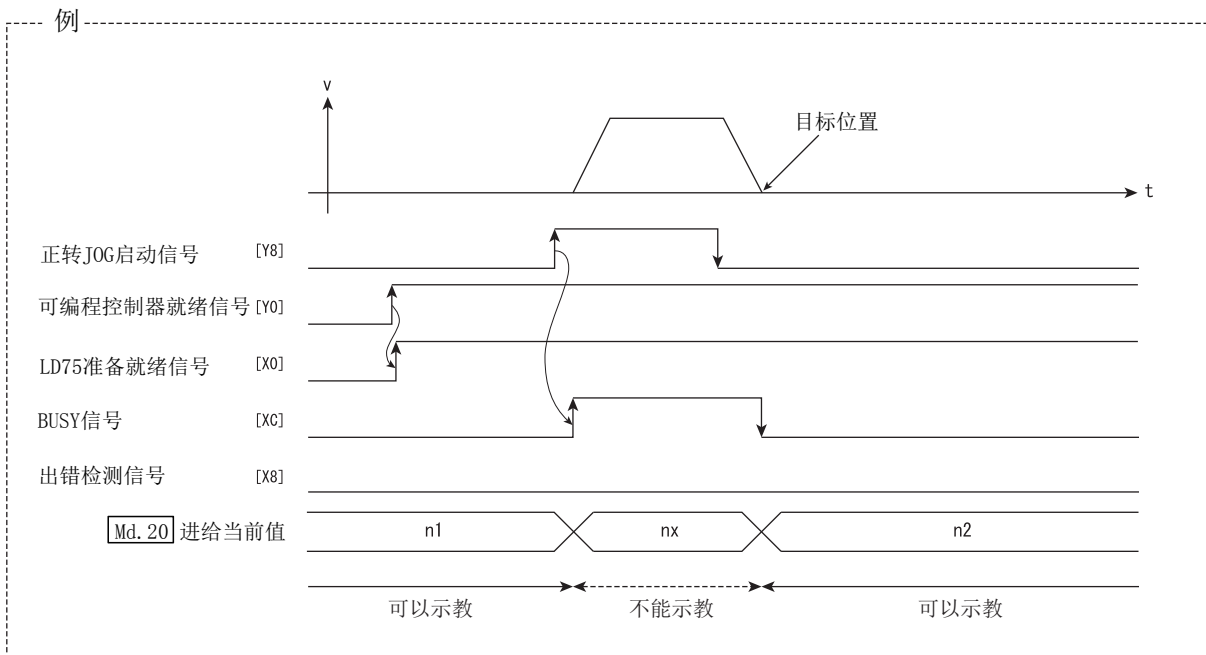 例
v
目标位置
t
正转JOG启动信号 [Y8]
可编程控制器就绪信号 [Y0]
LD75准备就绪信号 [X0]
BUSY信号 [XC]
出错检测信号 [X8]
Md.20 进给当前值 n1 nx n2
可以示教 不能示教 可以示教